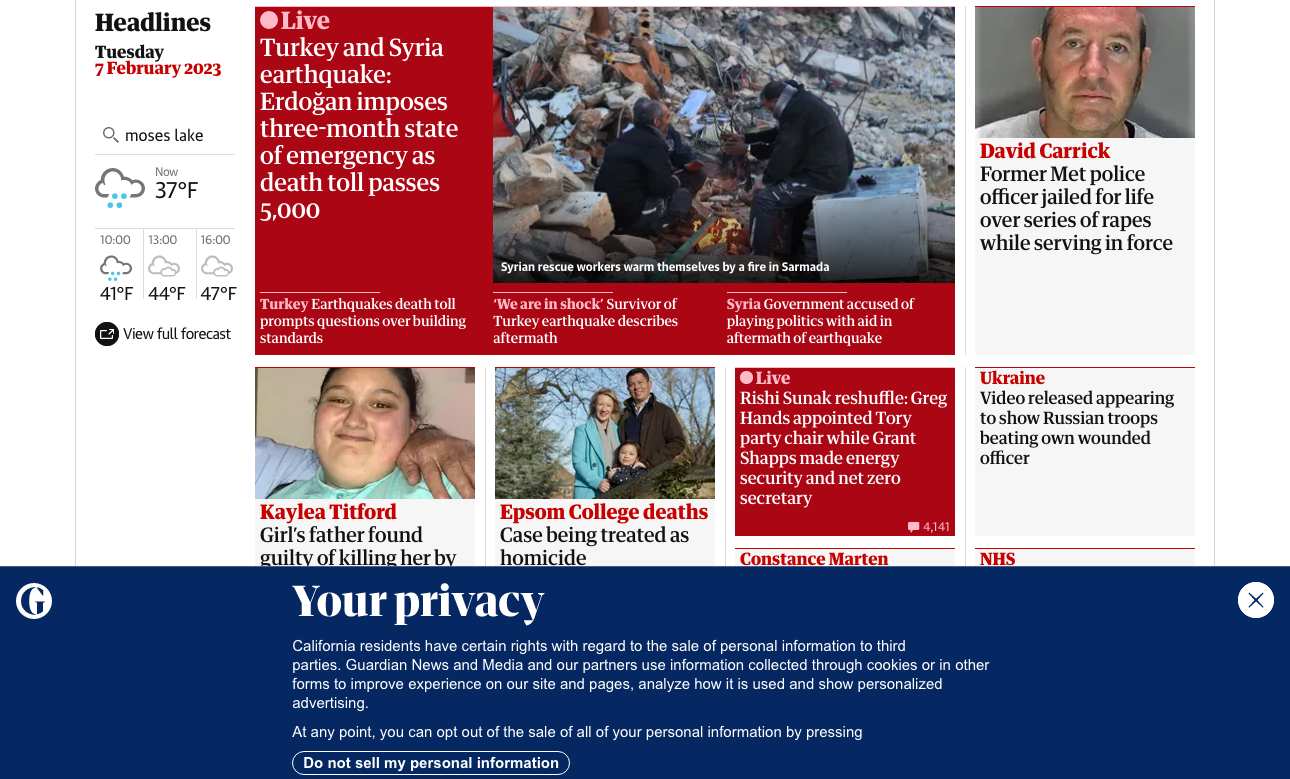 Headlines
Tuesday
7 February 2023
moses lake
Now
37°F
10:00
13:00
16:00
41°F
44°F
47°F
View full forecast
Live
Turkey and Syria
earthquake:
Erdoğan imposes
three-month state
of emergency as
death toll passes
5,000
Syrian rescue workers warm themselves by a fire in Sarmada
Turkey Earthquakes death toll
prompts questions over building
standards
‘We are in shock’ Survivor of
Turkey earthquake describes
aftermath
Syria Government accused of
playing politics with aid in
aftermath of earthquake
David Carrick
Former Met police
officer jailed for life
over series of rapes
while serving in force
Kaylea Titford
Girl’s father found
guilty of killing her by
Epsom College deaths
Case being treated as
homicide
Live
Rishi Sunak reshuffle: Greg
Hands appointed Tory
party chair while Grant
Shapps made energy
security and net zero
secretary
4,141
Constance Marten
Ukraine
Video released appearing
to show Russian troops
beating own wounded
officer
NHS
G
Your privacy
California residents have certain rights with regard to the sale of personal information to third
parties. Guardian News and Media and our partners use information collected through cookies or in other
forms to improve experience on our site and pages, analyze how it is used and show personalized
advertising.
At any point, you can opt out of the sale of all of your personal information by pressing
Do not sell my personal information